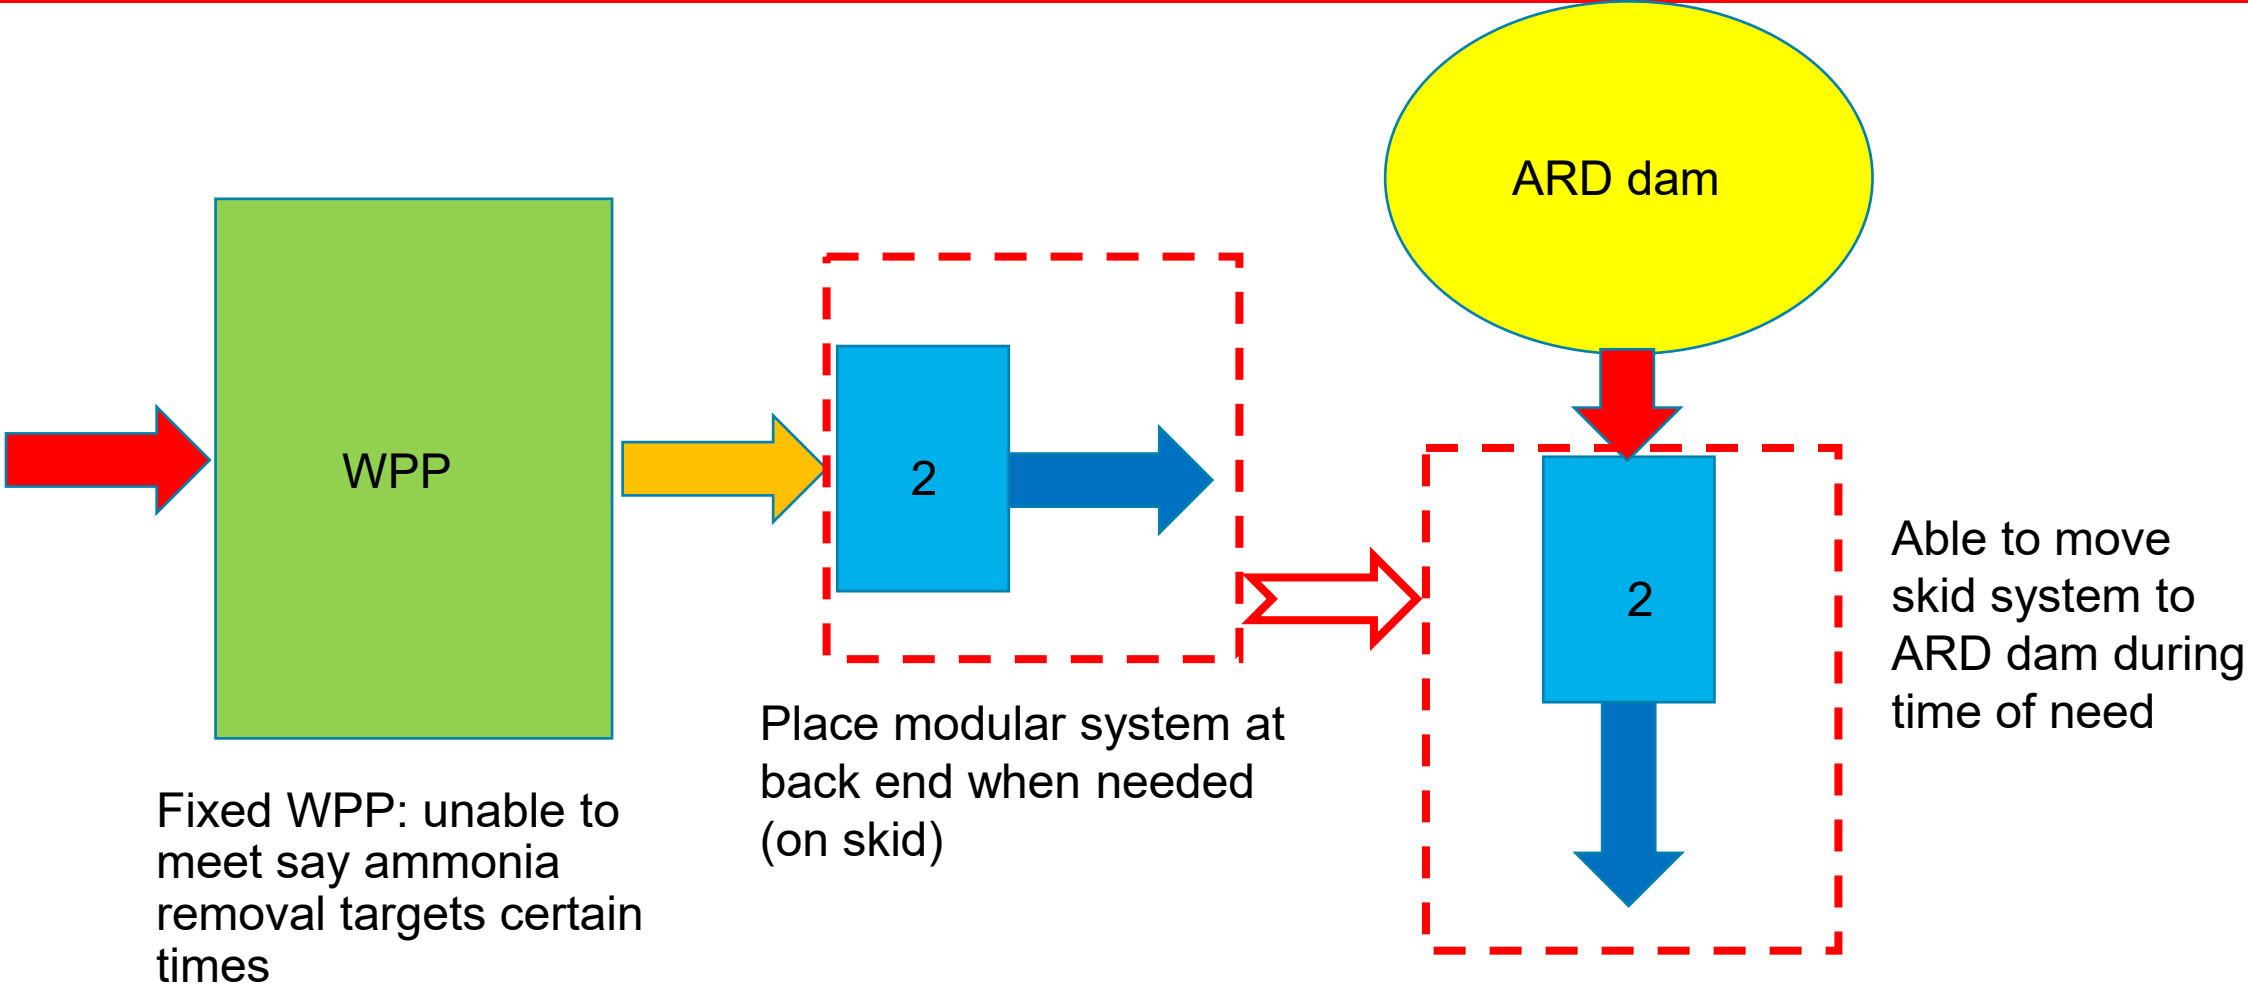 ARD dam
WPP
2
2
Able to move
skid system to
ARD dam during
time of need
Place modular system at
back end when needed
(on skid)
Fixed WPP: unable to
meet say ammonia
removal targets certain
times